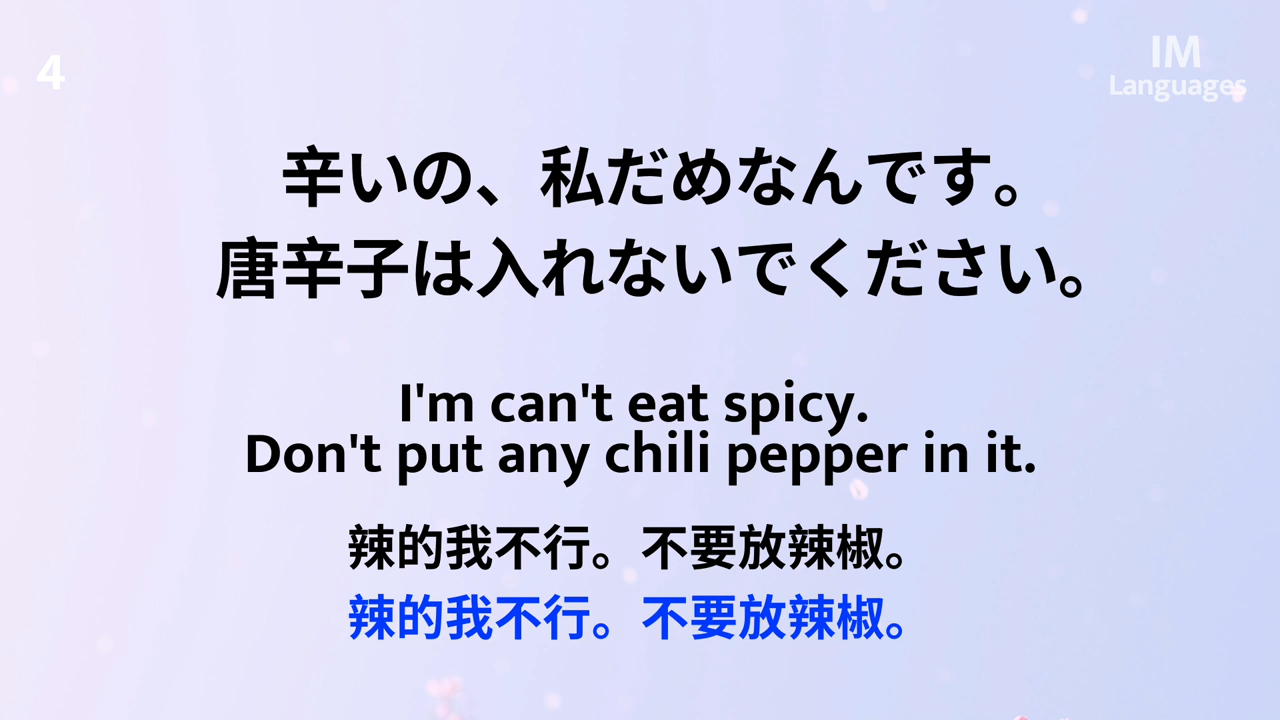 4
IM
Languages
辛いの、私だめなんです。
唐辛子は入れないでください。
I'm can't eat spicy.
Don't put any chili pepper in it.
辣的我不行。不要放辣椒。
辣的我不行。不要放辣椒。